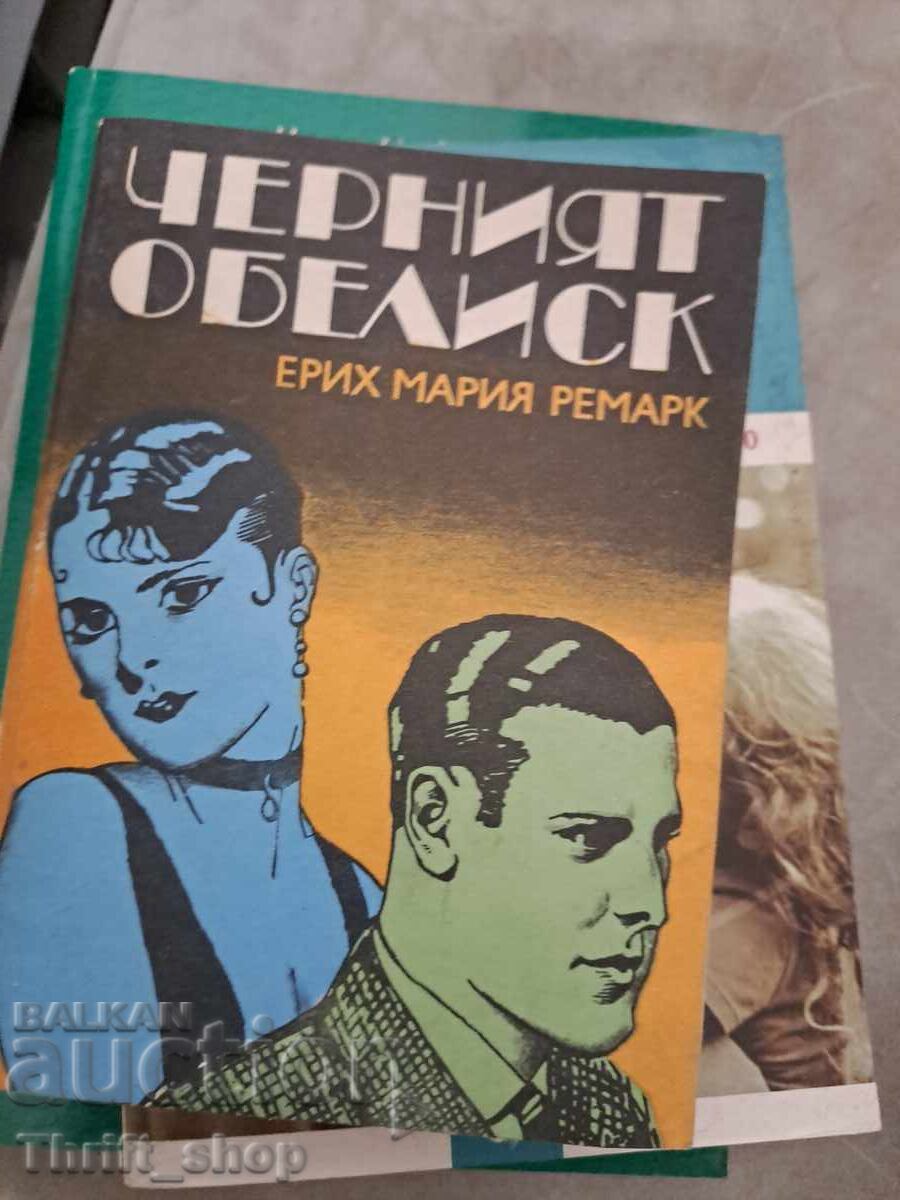 ЧЕРНИЯТ
ОБЕЛИСК
ЕРИХ МАРИЯ РЕМАРК
BALKAN
auction
Thrift_shop